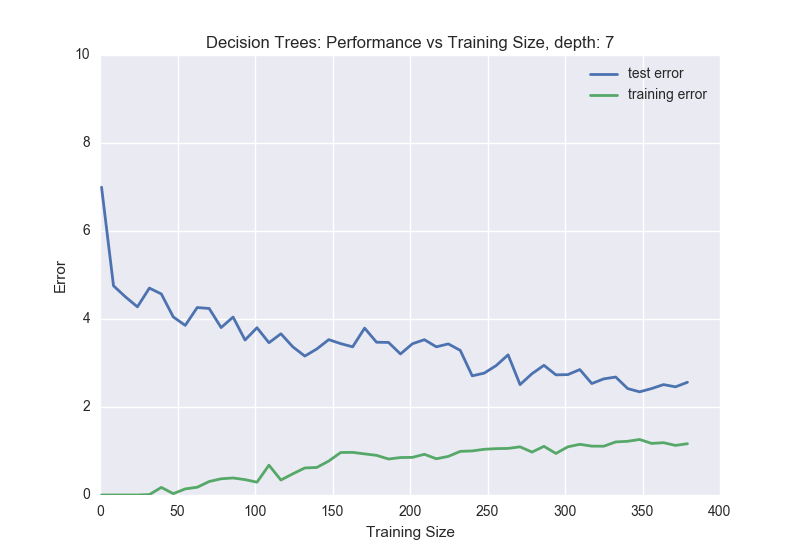 Decision Trees: Performance vs Training Size, depth: 7
10
8
6
4
2
0
Error
test error
training error
0 50 100 150 200 250 300 350 400
Training Size